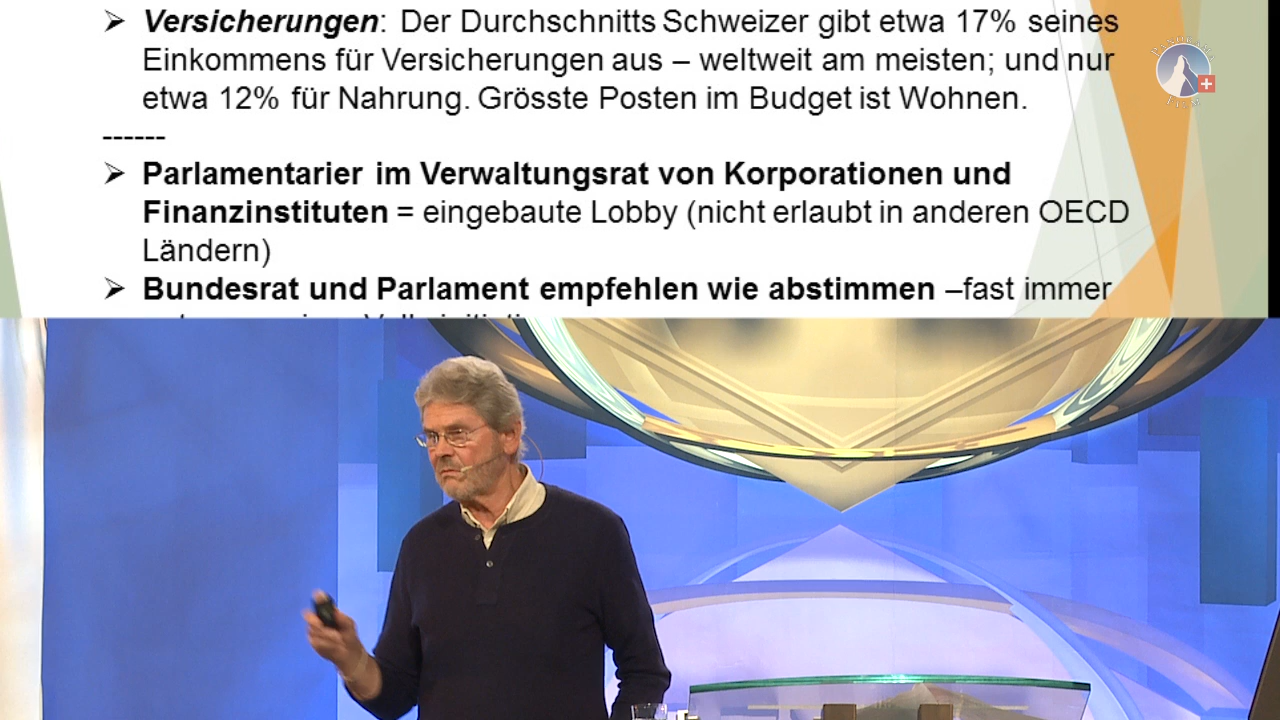 ➢ Versicherungen: Der Durchschnitts Schweizer gibt etwa 17% seines
Einkommens für Versicherungen aus – weltweit am meisten; und nur
etwa 12% für Nahrung. Grösste Posten im Budget ist Wohnen.
------
➢ Parlamentarier im Verwaltungsrat von Korporationen und
Finanzinstituten = eingebaute Lobby (nicht erlaubt in anderen OECD
Ländern)
➢ Bundesrat und Parlament empfehlen wie abstimmen –fast immer
PANORAMA
FILM